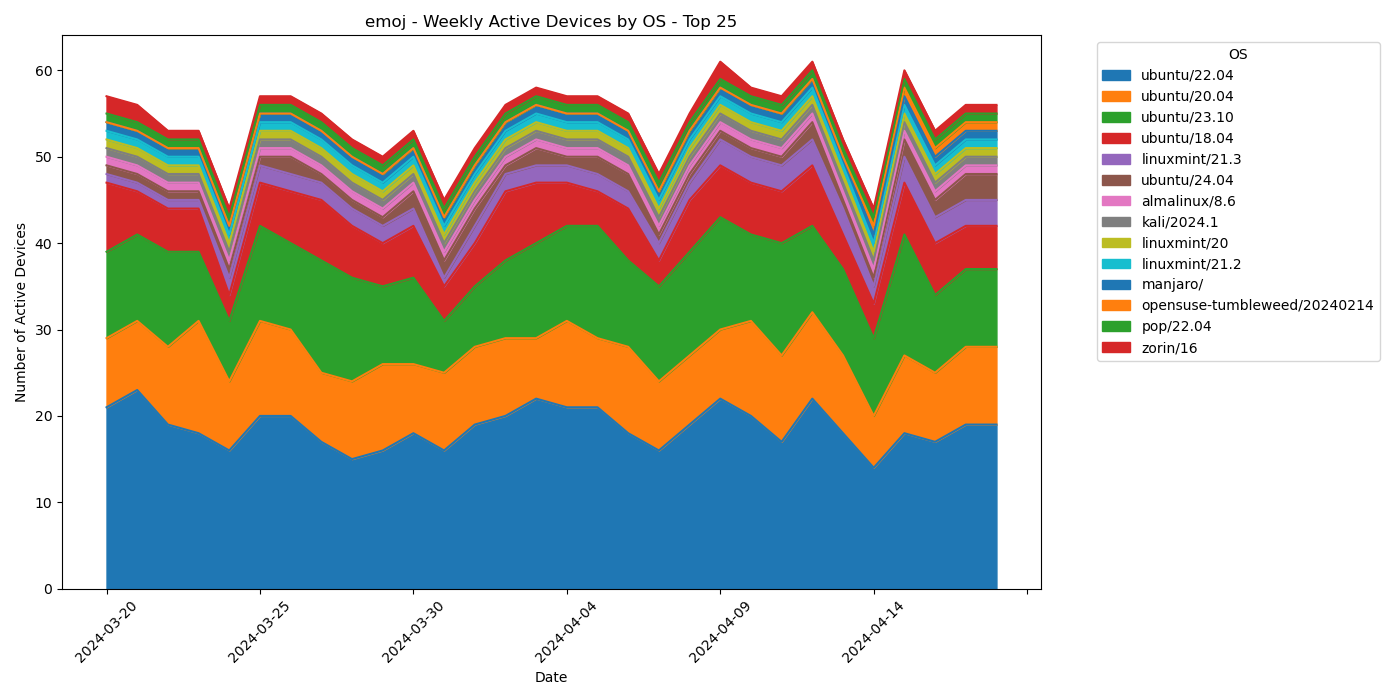 emoj - Weekly Active Devices by OS - Top 25
Number of Active Devices
60
50
40
30
20
10
0
2024-03-20
2024-03-25
2024-03-30
2024-04-04
2024-04-09
2024-04-14
Date
OS
ubuntu/22.04
ubuntu/20.04
ubuntu/23.10
ubuntu/18.04
linuxmint/21.3
ubuntu/24.04
almalinux/8.6
kali/2024.1
linuxmint/20
linuxmint/21.2
manjaro/
opensuse-tumbleweed/20240214
pop/22.04
zorin/16